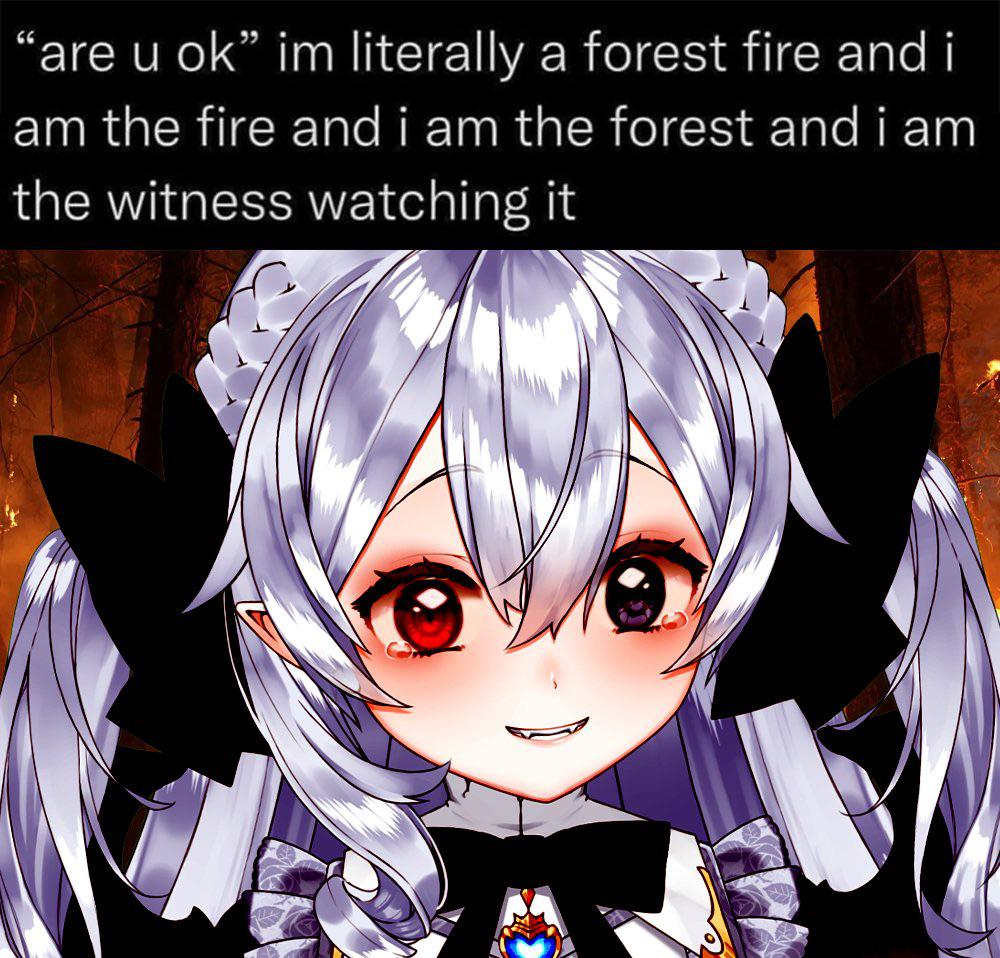 “are u ok” im literally a forest fire and i
am the fire and i am the forest and i am
the witness watching it